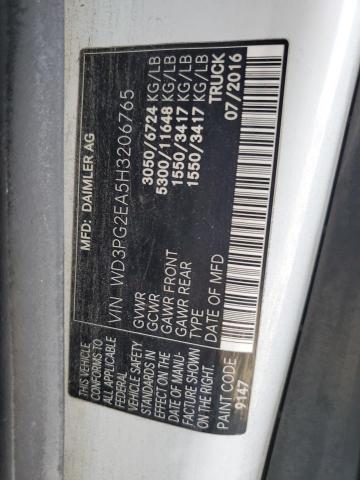 MFD: DAIMLER AG
VIN WD3PG2EA5H3206765
GVWR 3050/6724 KG/LB
GCWR 5300/11648 KG/LB
GAWR FRONT 1550/3417 KG/LB
GAWR REAR 1550/3417 KG/LB
TYPE TRUCK
DATE OF MFD 07/2016
THIS VEHICLE
CONFORMS TO
ALL APPLICABLE
FEDERAL
VEHICLE SAFETY
STANDARDS IN
EFFECT ON THE
DATE OF MANU-
FACTURE SHOWN
ON THE RIGHT.
PAINT CODE
9147